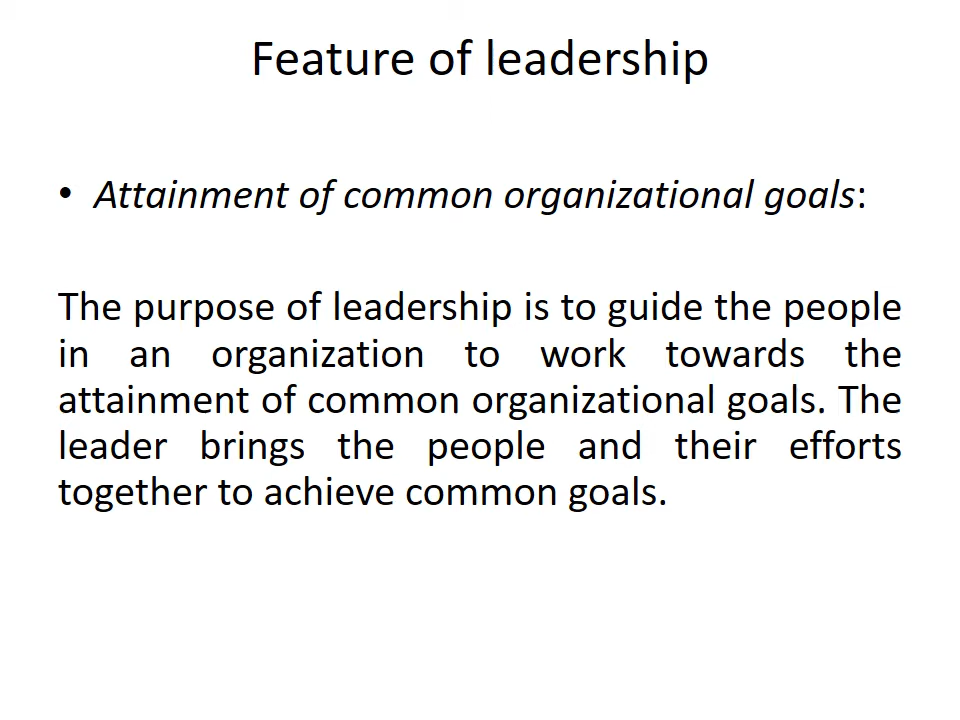 Feature of leadership
• Attainment of common organizational goals:
The purpose of leadership is to guide the people
in an organization to work towards the
attainment of common organizational goals. The
leader brings the people and their efforts
together to achieve common goals.